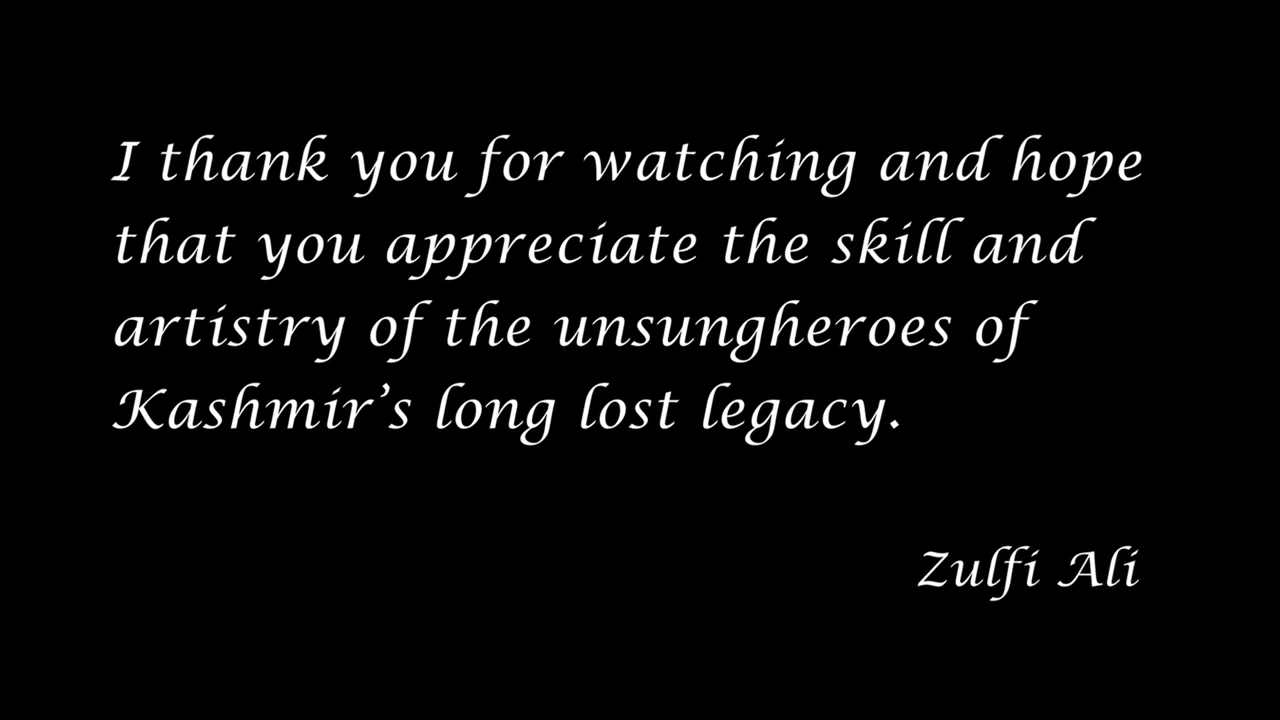 I thank you for watching and hope
that you appreciate the skill and
artistry of the unsungheroes of
Kashmir’s long lost legacy.
Zulfi Ali